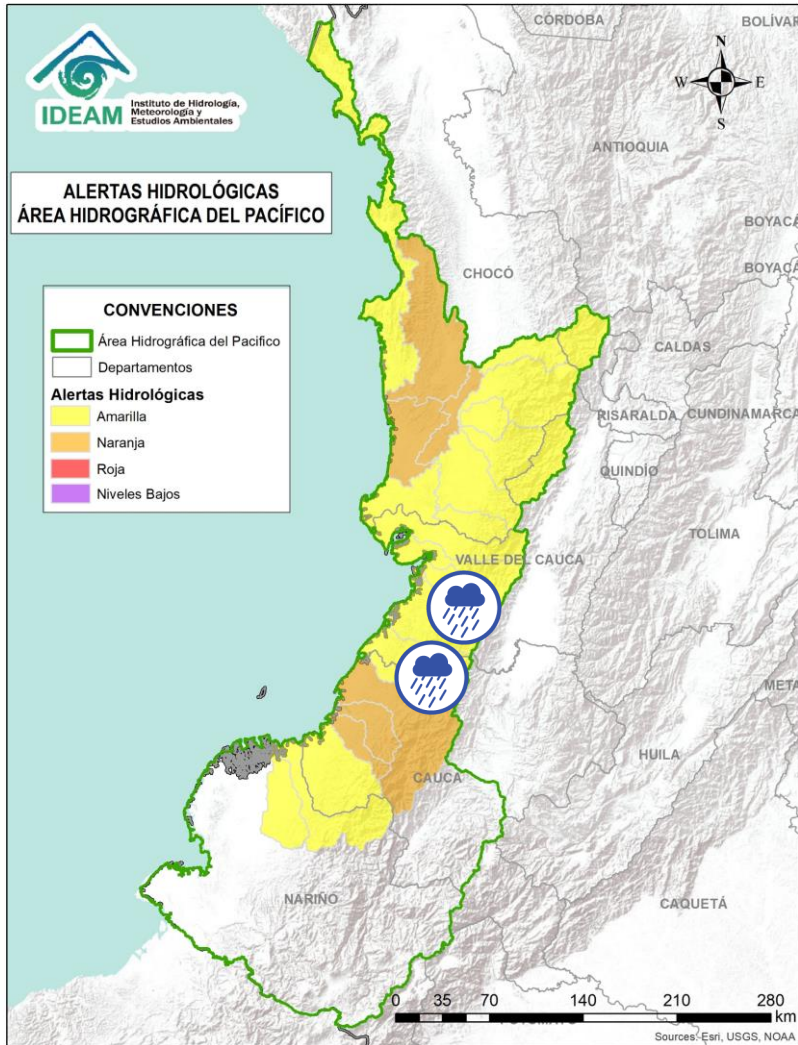 CÓRDOBA
BOLÍVAR
IDEAM
Instituto de Hidrología,
Meteorología y
Estudios Ambientales
N
W
E
S
ANTIOQUIA
ALERTAS HIDROLÓGICAS
ÁREA HIDROGRÁFICA DEL PACÍFICO
BOYACÁ
BOYACÁ
CHOCÓ
CONVENCIONES
Área Hidrográfica del Pacifico
Departamentos
Alertas Hidrológicas
Amarilla
Naranja
Roja
Niveles Bajos
CALDAS
RISARALDA
CUNDINAMARCA
QUINDÍO
TOLIMA
VALLE DEL CAUCA
META
HUILA
CAUCA
NARIÑO
CAQUETÁ
0 35 70 140 210 280
km
Sources: Esri, USGS, NOAA